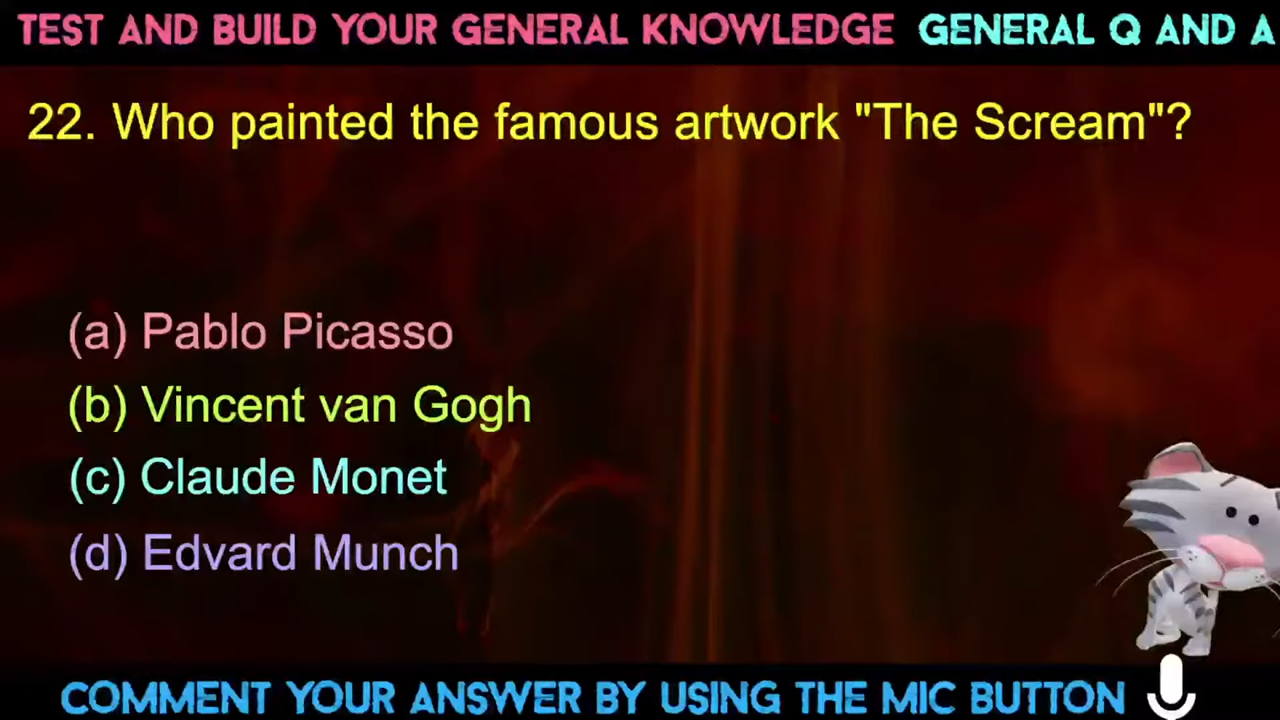 TEST AND BUILD YOUR GENERAL KNOWLEDGE GENERAL Q AND A
22. Who painted the famous artwork "The Scream"?
(a) Pablo Picasso
(b) Vincent van Gogh
(c) Claude Monet
(d) Edvard Munch
COMMENT YOUR ANSWER BY USING THE MIC BUTTON